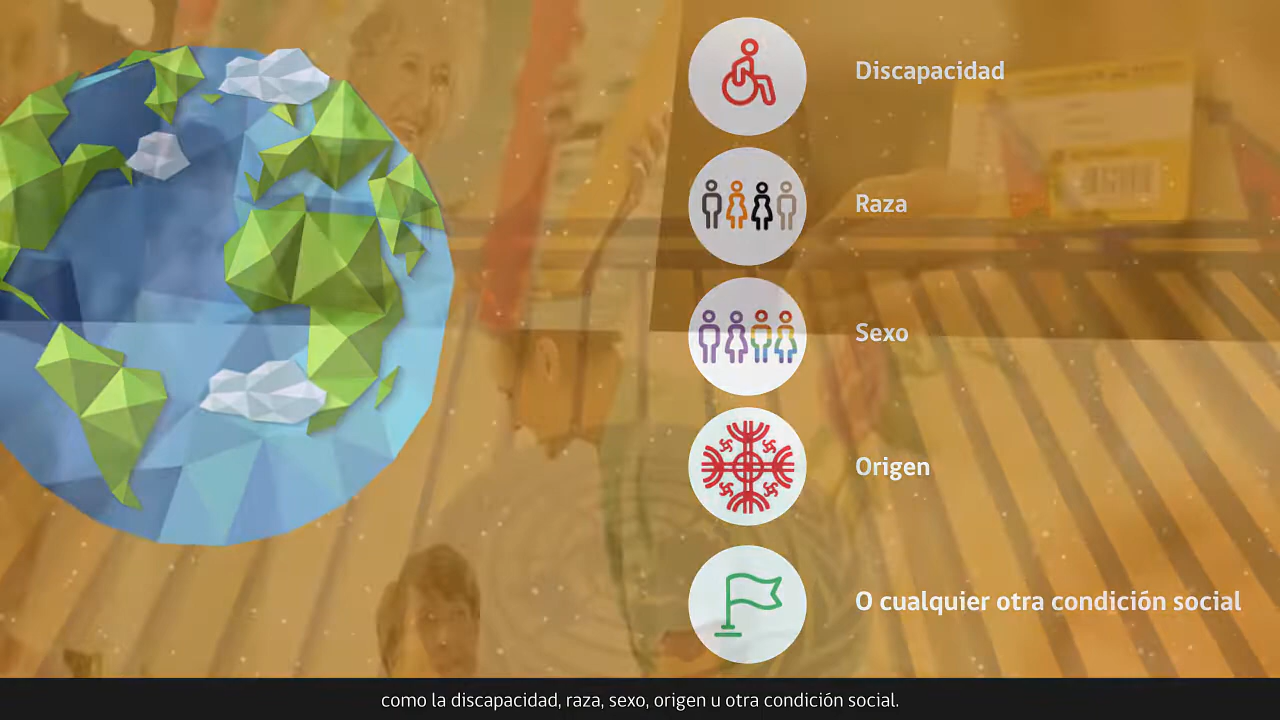 Discapacidad
Raza
Sexo
Origen
O cualquier otra condición social
como la discapacidad, raza, sexo, origen u otra condición social.